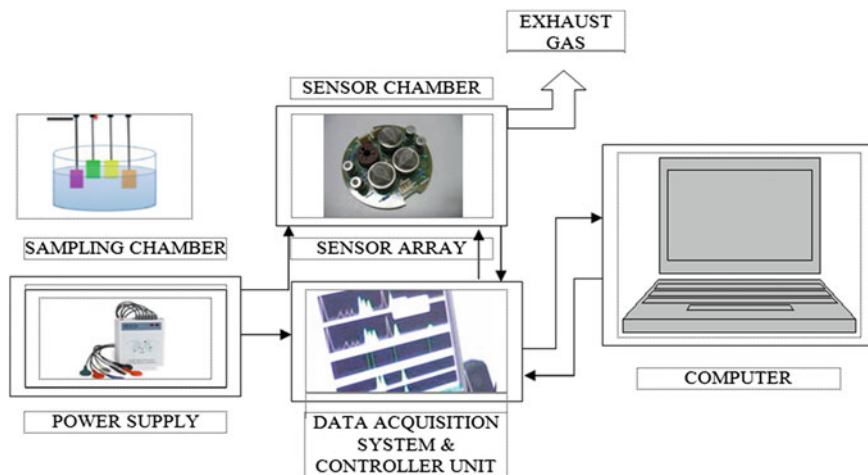 EXHAUST
GAS
SENSOR CHAMBER
SAMPLING CHAMBER
SENSOR ARRAY
POWER SUPPLY
DATA ACQUISITION
SYSTEM &
CONTROLLER UNIT
COMPUTER